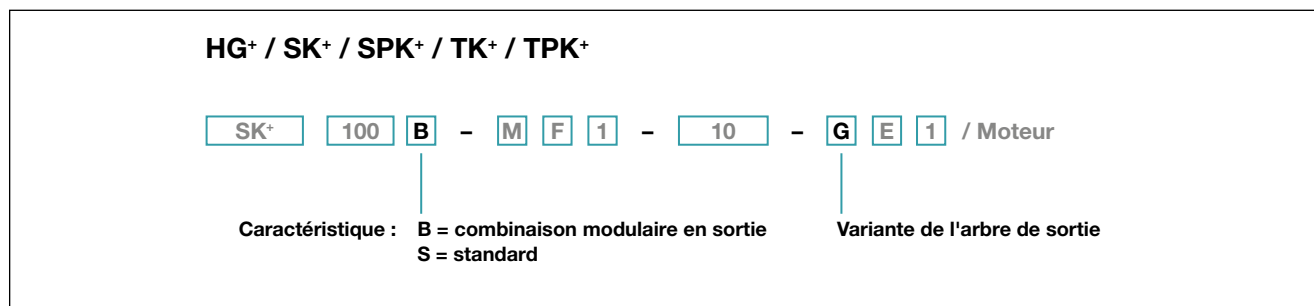 HG⁺ / SK⁺ / SPK⁺ / TK⁺ / TPK⁺
SK⁺ 100 B – M F 1 – 10 – G E 1 / Moteur
Caractéristique : B = combinaison modulaire en sortie Variante de l'arbre de sortie
S = standard